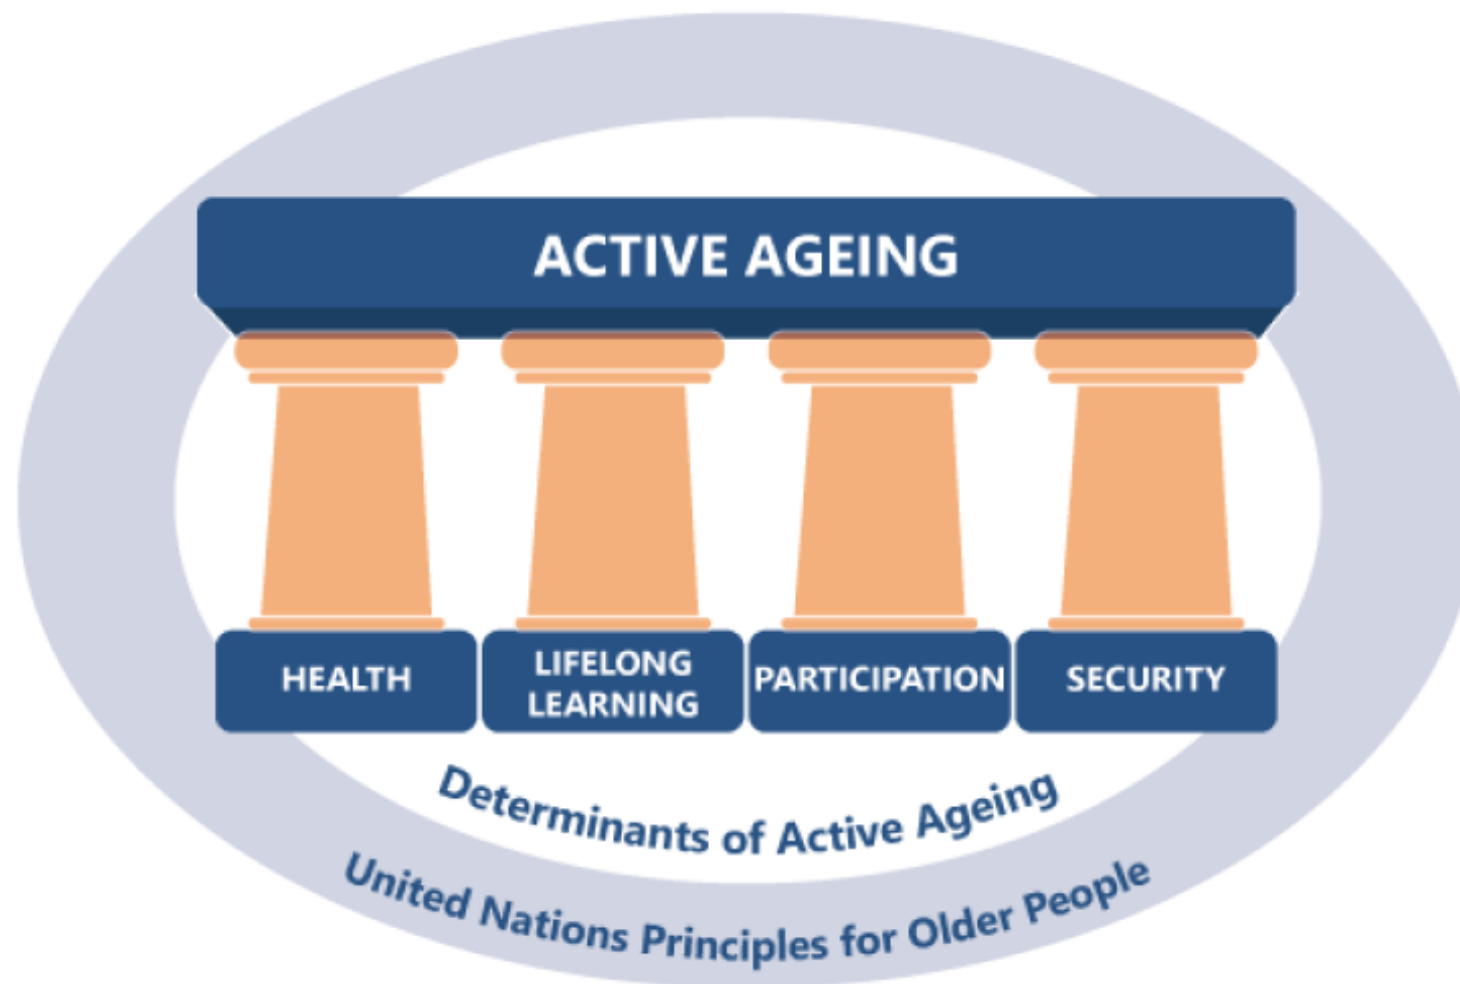 ACTIVE AGEING
HEALTH
LIFELONG
LEARNING
PARTICIPATION
SECURITY
Determinants of Active Ageing
United Nations Principles for Older People